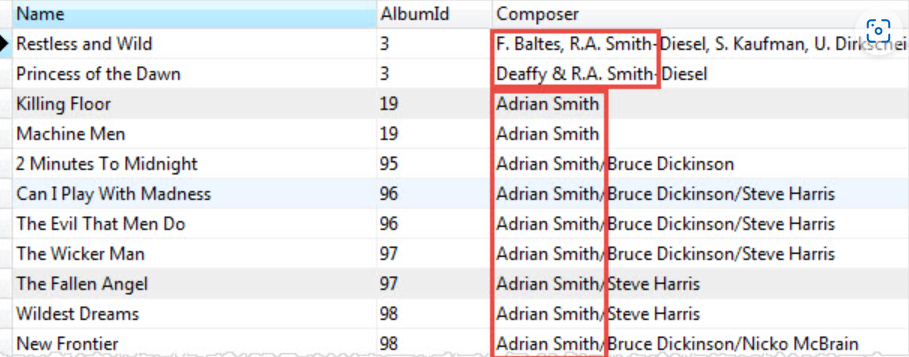 Name AlbumId Composer
Restless and Wild 3 F. Baltes, R.A. Smith-Diesel, S. Kaufman, U. Dirkschei
Princess of the Dawn 3 Deaffy & R.A. Smith-Diesel
Killing Floor 19 Adrian Smith
Machine Men 19 Adrian Smith
2 Minutes To Midnight 95 Adrian Smith/Bruce Dickinson
Can I Play With Madness 96 Adrian Smith/Bruce Dickinson/Steve Harris
The Evil That Men Do 96 Adrian Smith/Bruce Dickinson/Steve Harris
The Wicker Man 97 Adrian Smith/Bruce Dickinson/Steve Harris
The Fallen Angel 97 Adrian Smith/Steve Harris
Wildest Dreams 98 Adrian Smith/Steve Harris
New Frontier 98 Adrian Smith/Bruce Dickinson/Nicko McBrain